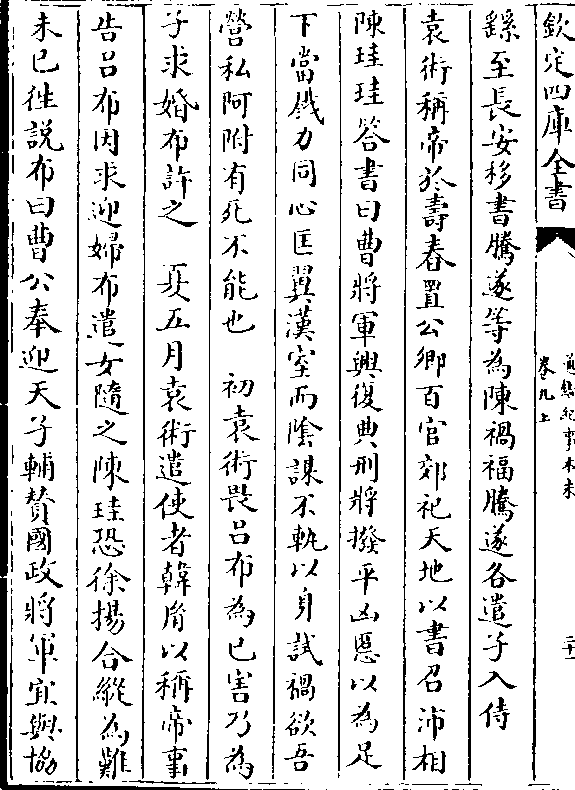 欽定四庫全書
通鑑紀事本末
卷九上
二十一
繇至長安移書騰遂等為陳禍福騰遂各遣子入侍
袁術稱帝於壽春置公卿百官郊祀天地以書召沛相
陳珪珪答書曰曹將軍興復典刑將撥平凶慝以為足
下當戮力同心匡翼漢室而陰謀不軌以身試禍欲吾
營私阿附有死不能也　初袁術畏呂布為已害乃為
子求婚布許之　夏五月袁術遣使者韓胤以稱帝事
告呂布因求迎婦布遣女隨之陳珪恐徐揚合縱為難
未已往説布曰曹公奉迎天子輔賛國政將軍宜與協